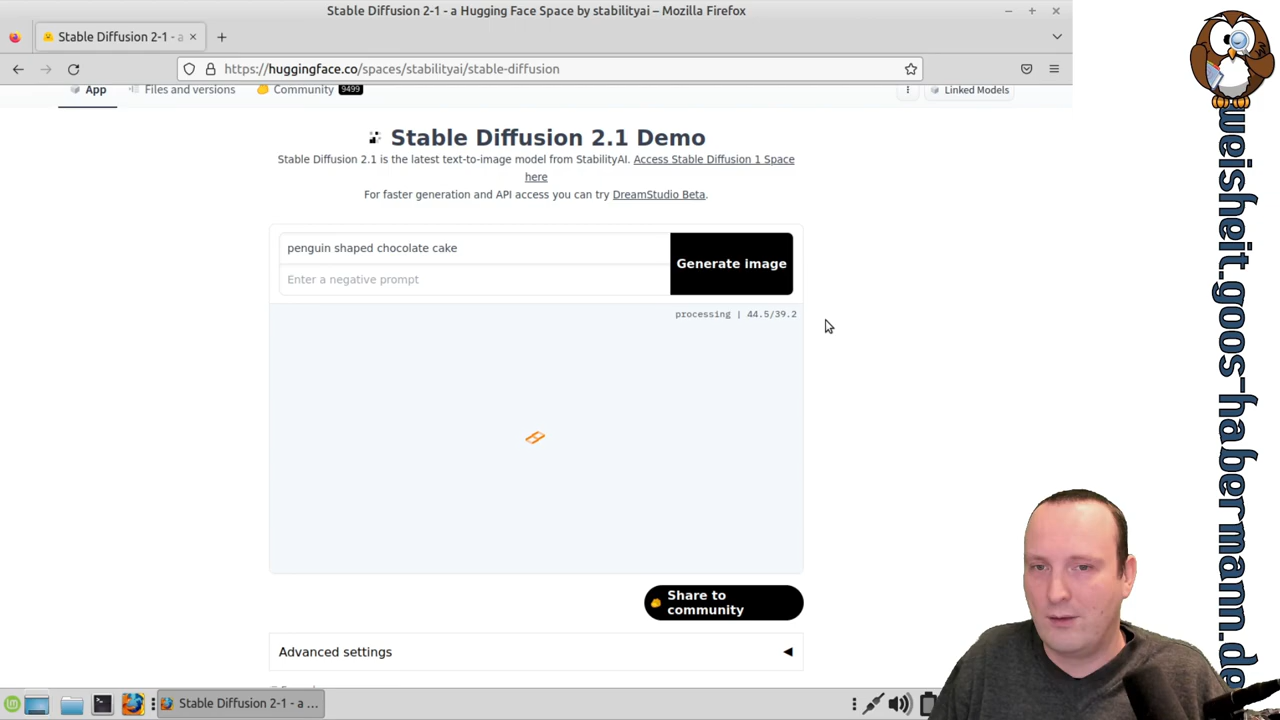 Stable Diffusion 2-1 - a Hugging Face Space by stabilityai – Mozilla Firefox
Stable Diffusion 2-1 - a
https://huggingface.co/spaces/stabilityai/stable-diffusion
App
Files and versions
Community 9499
Linked Models
Stable Diffusion 2.1 Demo
Stable Diffusion 2.1 is the latest text-to-image model from StabilityAI. Access Stable Diffusion 1 Space
here
For faster generation and API access you can try DreamStudio Beta.
penguin shaped chocolate cake
Enter a negative prompt
Generate image
processing | 44.5/39.2
Share to
community
Advanced settings
Stable Diffusion 2-1 - a ...
weisheit.goos-habermann.de